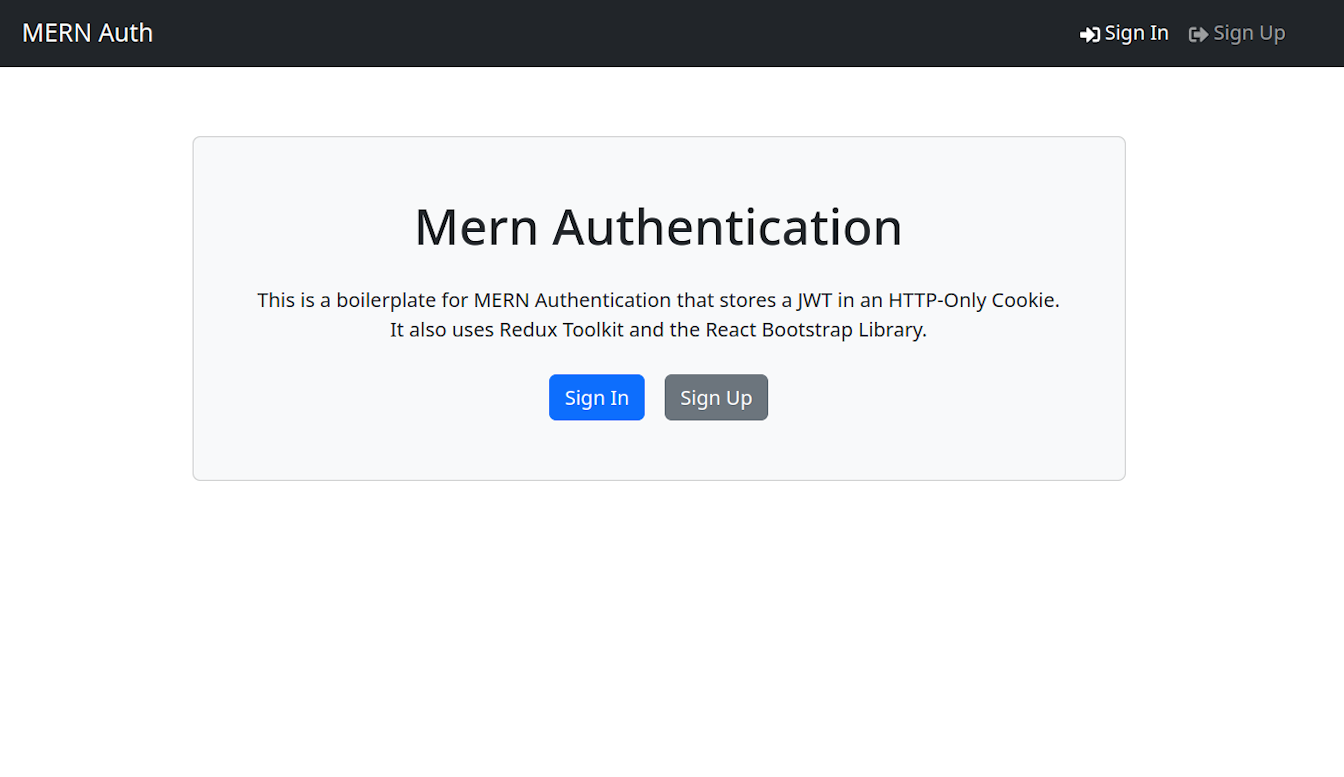 MERN Auth
Sign In
Sign Up
Mern Authentication
This is a boilerplate for MERN Authentication that stores a JWT in an HTTP-Only Cookie.
It also uses Redux Toolkit and the React Bootstrap Library.
Sign In
Sign Up